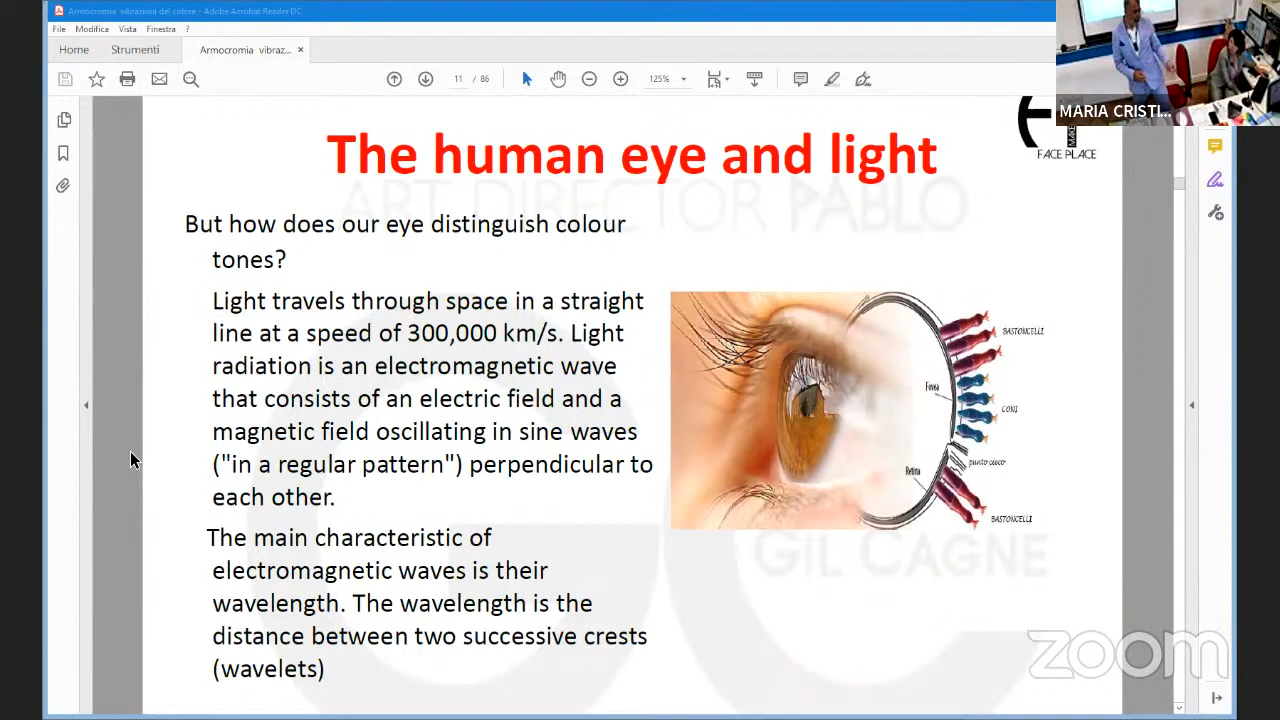 Armocromia vibrazioni del colore - Adobe Acrobat Reader DC
File Modifica Vista Finestra ?
Home Strumenti Armocromia vibraz... ×
11 / 86 125%
MARIA CRISTI...
MAKE
FACE PLACE
The human eye and light
ART DIRECTOR PABLO
But how does our eye distinguish colour
tones?
Light travels through space in a straight
line at a speed of 300,000 km/s. Light
radiation is an electromagnetic wave
that consists of an electric field and a
magnetic field oscillating in sine waves
("in a regular pattern") perpendicular to
each other.
The main characteristic of
electromagnetic waves is their
wavelength. The wavelength is the
distance between two successive crests
(wavelets)
BASTONCELLI
Fovea
CONI
punto cieco
Retina
BASTONCELLI
GIL CAGNE
zoom